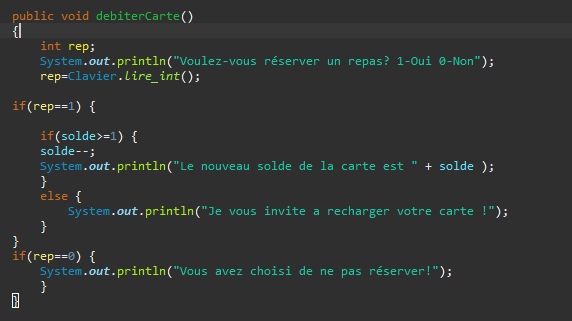 public void debiterCarte()
{
    int rep;
    System.out.println("Voulez-vous réserver un repas? 1-Oui 0-Non");
    rep=Clavier.lire_int();
if(rep==1) {
    if(solde>=1) {
    solde--;
    System.out.println("Le nouveau solde de la carte est " + solde );
    }
    else {
        System.out.println("Je vous invite a recharger votre carte !");
    }
}
if(rep==0) {
    System.out.println("Vous avez choisi de ne pas réserver!");
    }
}